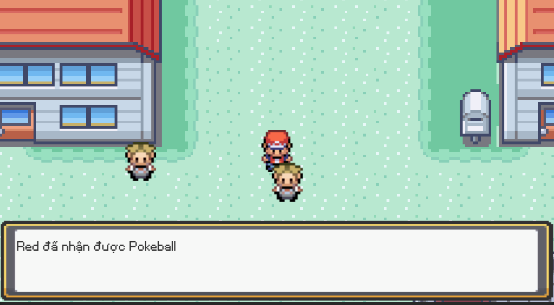 Red đã nhận được Pokeball